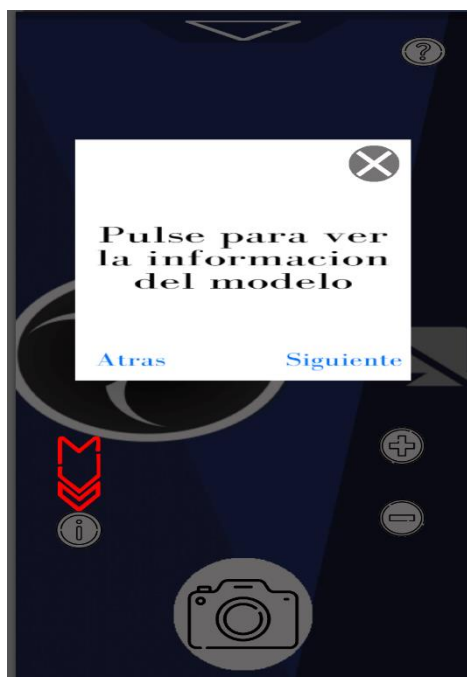 ?
Pulse para ver
la informacion
del modelo
Atras Siguiente
i